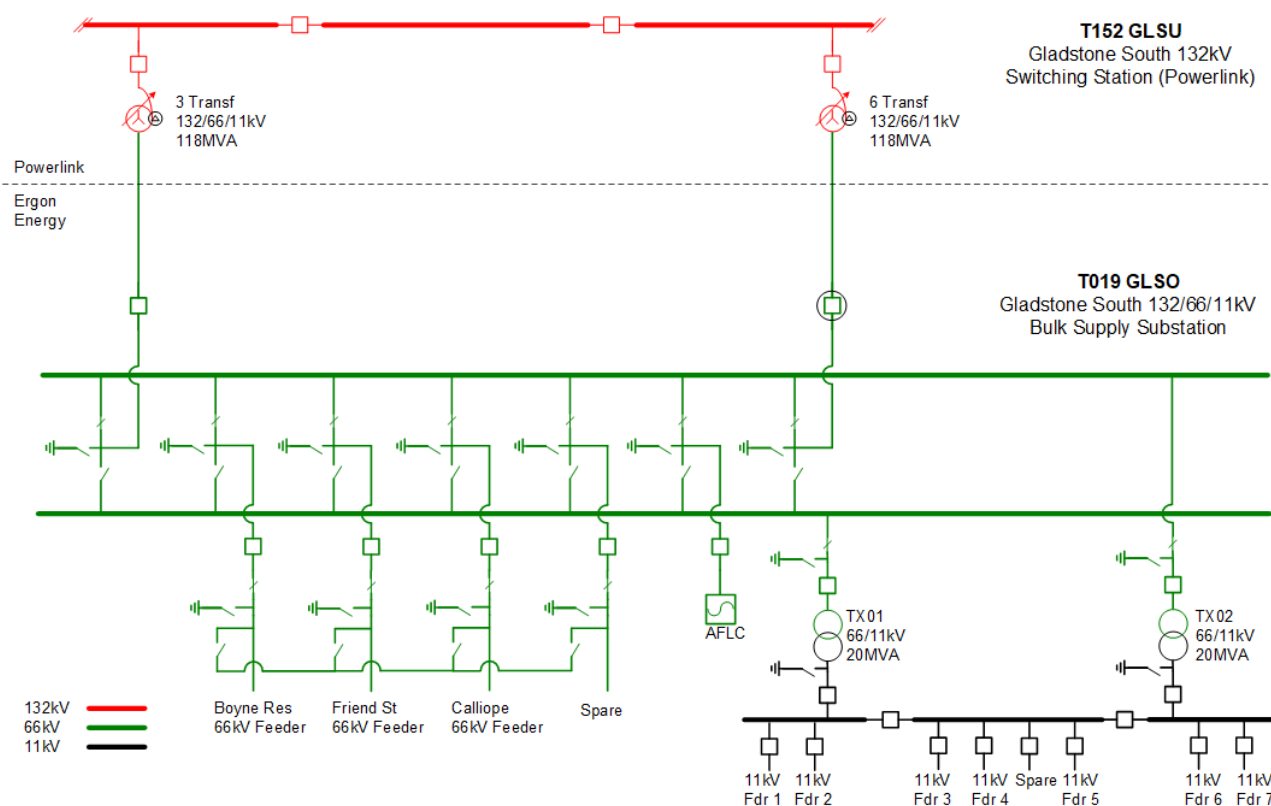 T152 GLSU
Gladstone South 132kV
Switching Station (Powerlink)
3 Transf
132/66/11kV
118MVA
6 Transf
132/66/11kV
118MVA
Powerlink
Ergon
Energy
T019 GLSO
Gladstone South 132/66/11kV
Bulk Supply Substation
AFLC
TX01
66/11kV
20MVA
TX02
66/11kV
20MVA
132kV
66kV
11kV
Boyne Res
66kV Feeder
Friend St
66kV Feeder
Calliope
66kV Feeder
Spare
11kV
Fdr 1
11kV
Fdr 2
11kV
Fdr 3
11kV
Fdr 4
Spare
11kV
Fdr 5
11kV
Fdr 6
11kV
Fdr 7